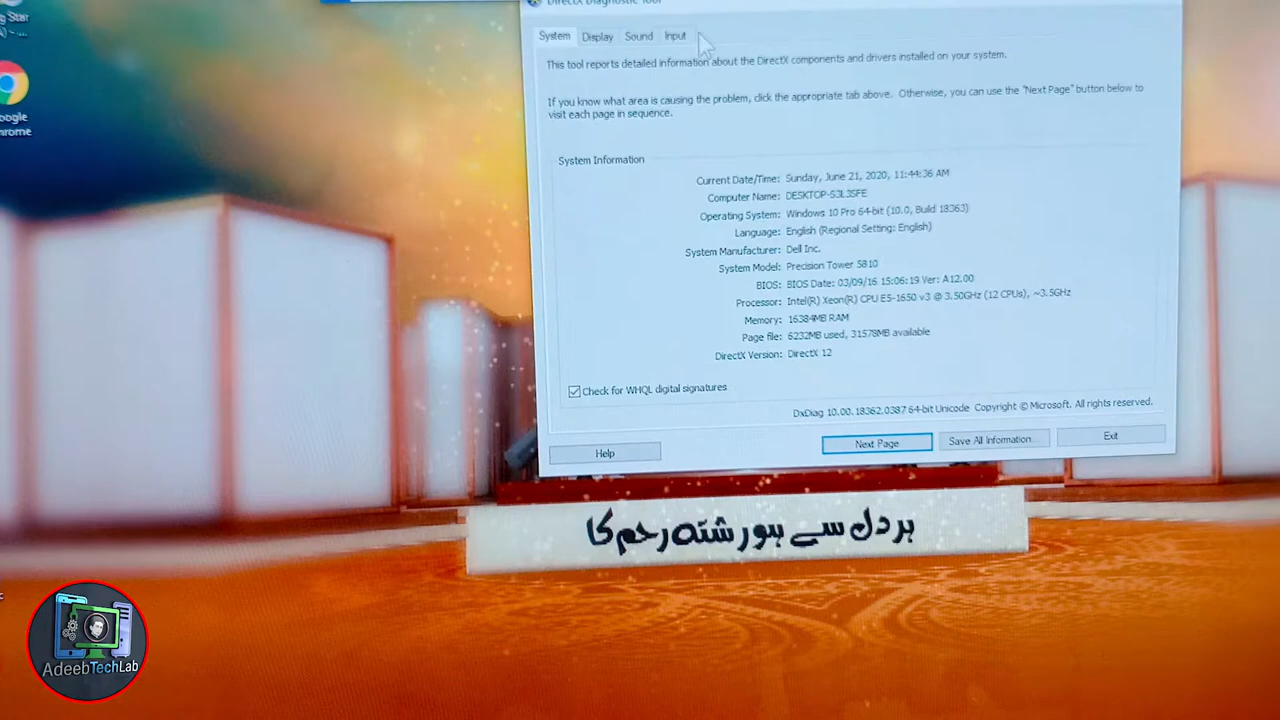 DirectX Diagnostic Tool
System Display Sound Input
This tool reports detailed information about the DirectX components and drivers installed on your system.
If you know what area is causing the problem, click the appropriate tab above. Otherwise, you can use the "Next Page" button below to
visit each page in sequence.
System Information
Current Date/Time: Sunday, June 21, 2020, 11:44:36 AM
Computer Name: DESKTOP-S3L3SFE
Operating System: Windows 10 Pro 64-bit (10.0, Build 18363)
Language: English (Regional Setting: English)
System Manufacturer: Dell Inc.
System Model: Precision Tower 5810
BIOS: BIOS Date: 03/09/16 15:06:19 Ver: A12.00
Processor: Intel(R) Xeon(R) CPU E5-1650 v3 @ 3.50GHz (12 CPUs), ~3.5GHz
Memory: 16384MB RAM
Page file: 6232MB used, 31578MB available
DirectX Version: DirectX 12
Check for WHQL digital signatures
DxDiag 10.00.18362.0387 64-bit Unicode Copyright © Microsoft. All rights reserved.
Help Next Page Save All Information... Exit
g Star
) - ...
oogle
hrome
ہر دل سے ہو رشتہ رحم کا
AdeebTechLab